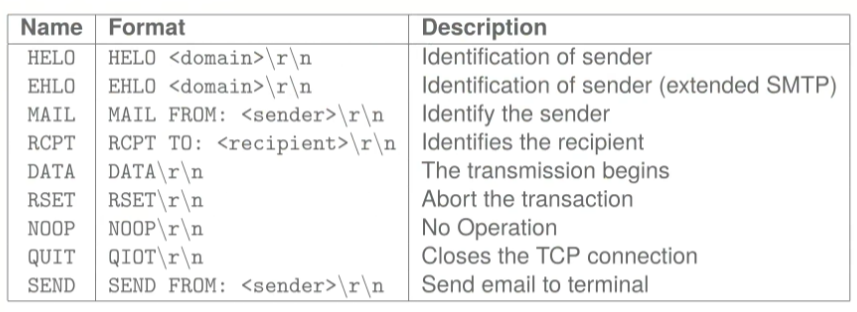 Name Format Description
HELO HELO <domain>\r\n Identification of sender
EHLO EHLO <domain>\r\n Identification of sender (extended SMTP)
MAIL MAIL FROM: <sender>\r\n Identify the sender
RCPT RCPT TO: <recipient>\r\n Identifies the recipient
DATA DATA\r\n The transmission begins
RSET RSET\r\n Abort the transaction
NOOP NOOP\r\n No Operation
QUIT QIOT\r\n Closes the TCP connection
SEND SEND FROM: <sender>\r\n Send email to terminal